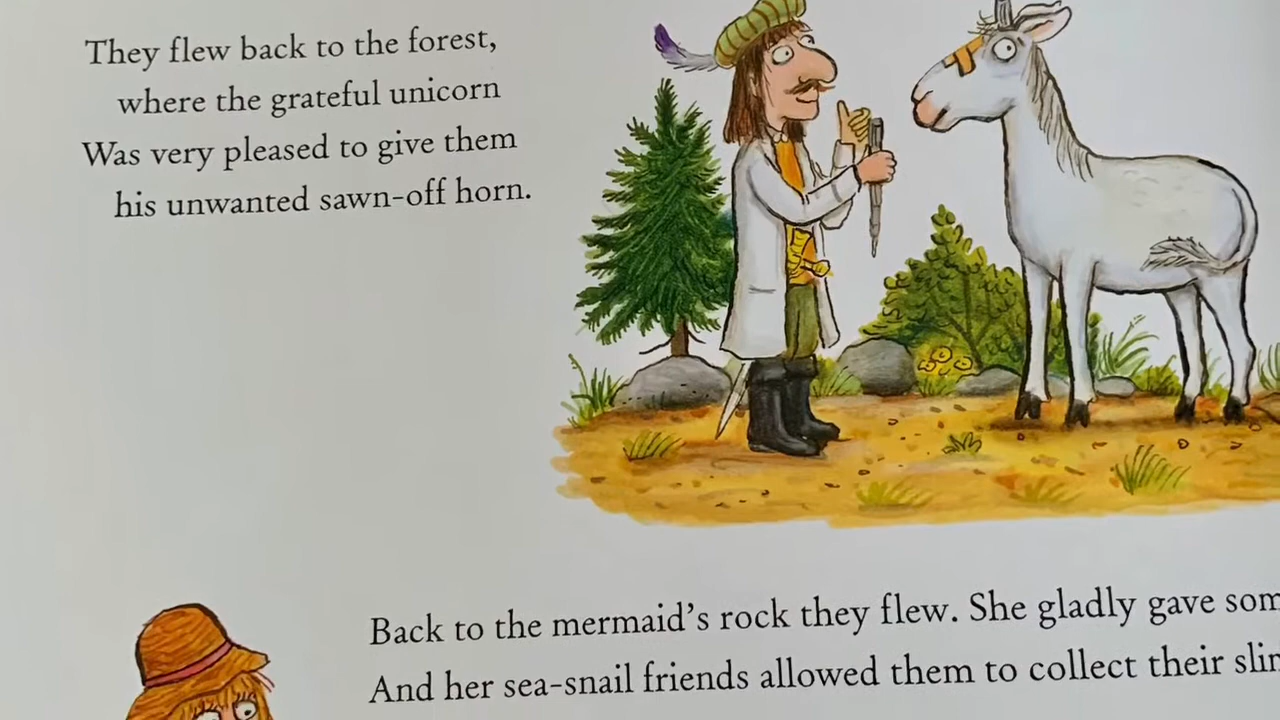 They flew back to the forest,
where the grateful unicorn
Was very pleased to give them
his unwanted sawn-off horn.
Back to the mermaid's rock they flew. She gladly gave
And her sea-snail friends allowed them to collect their